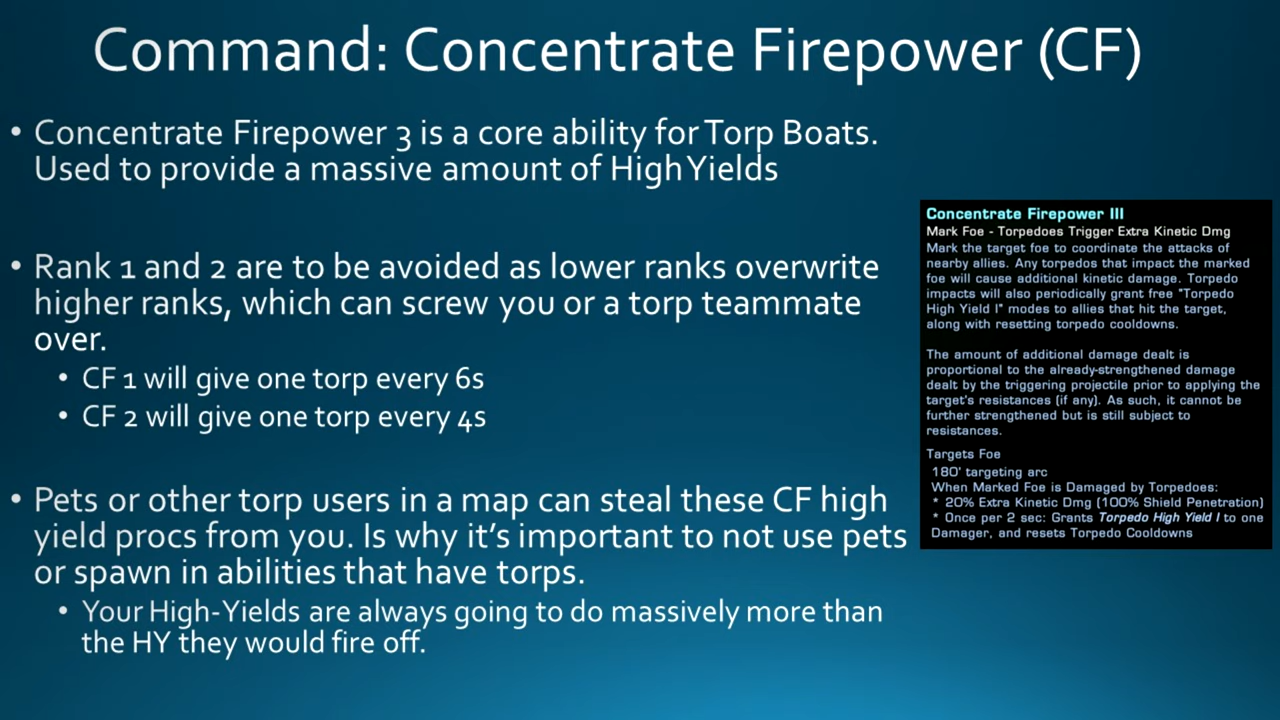 Command: Concentrate Firepower (CF)
• Concentrate Firepower 3 is a core ability for Torp Boats.
Used to provide a massive amount of High Yields
• Rank 1 and 2 are to be avoided as lower ranks overwrite
higher ranks, which can screw you or a torp teammate
over.
• CF 1 will give one torp every 6s
• CF 2 will give one torp every 4s
• Pets or other torp users in a map can steal these CF high
yield procs from you. Is why it’s important to not use pets
or spawn in abilities that have torps.
• Your High-Yields are always going to do massively more than
the HY they would fire off.
Concentrate Firepower III
Mark Foe - Torpedoes Trigger Extra Kinetic Dmg
Mark the target foe to coordinate the attacks of
nearby allies. Any torpedos that impact the marked
foe will cause additional kinetic damage. Torpedo
impacts will also periodically grant free "Torpedo
High Yield I" modes to allies that hit the target,
along with resetting torpedo cooldowns.
The amount of additional damage dealt is
proportional to the already-strengthened damage
dealt by the triggering projectile prior to applying the
target's resistances (if any). As such, it cannot be
further strengthened but is still subject to
resistances.
Targets Foe
180' targeting arc
When Marked Foe is Damaged by Torpedoes:
* 20% Extra Kinetic Dmg (100% Shield Penetration)
* Once per 2 sec: Grants Torpedo High Yield I to one
Damager, and resets Torpedo Cooldowns